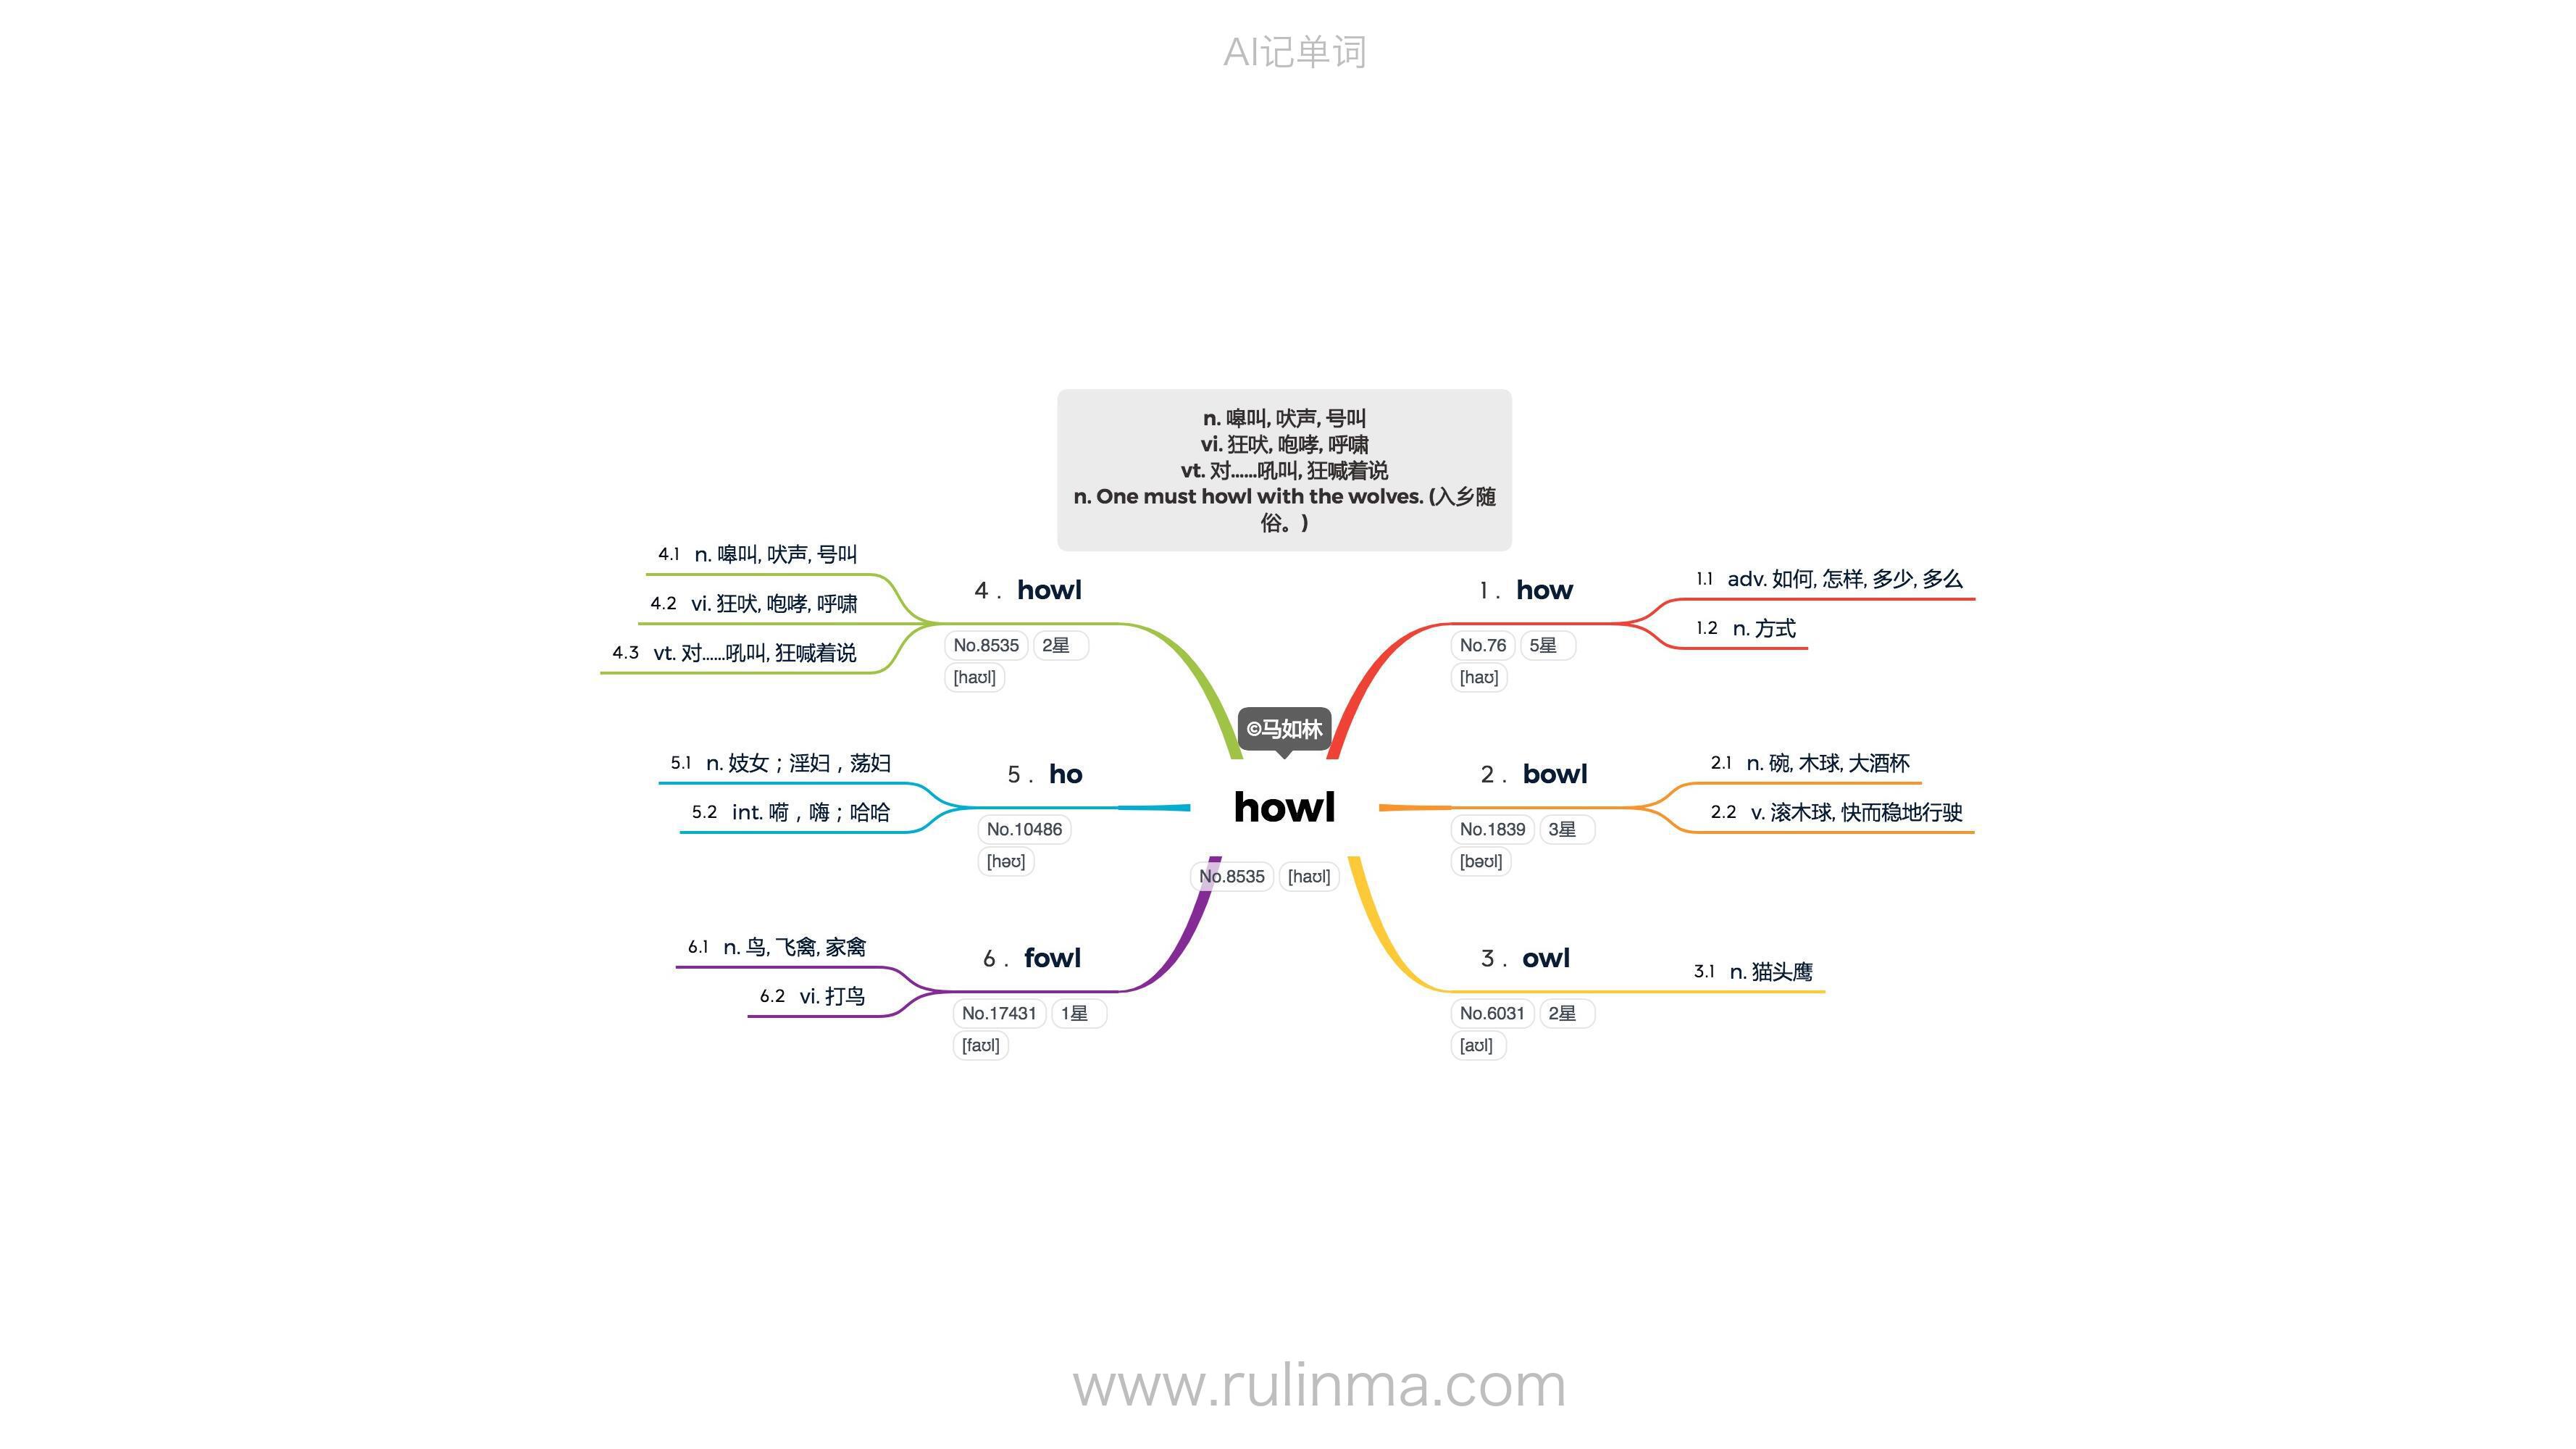 AI记单词
n. 嗥叫, 吠声, 号叫
vi. 狂吠, 咆哮, 呼啸
vt. 对……吼叫, 狂喊着说
n. One must howl with the wolves. (入乡随
俗。)
©马如林
howl
No.8535 [haʊl]
1 . how
No.76 5星
[haʊ]
1.1 adv. 如何, 怎样, 多少, 多么
1.2 n. 方式
2 . bowl
No.1839 3星
[bəʊl]
2.1 n. 碗, 木球, 大酒杯
2.2 v. 滚木球, 快而稳地行驶
3 . owl
No.6031 2星
[aʊl]
3.1 n. 猫头鹰
4 . howl
No.8535 2星
[haʊl]
4.1 n. 嗥叫, 吠声, 号叫
4.2 vi. 狂吠, 咆哮, 呼啸
4.3 vt. 对……吼叫, 狂喊着说
5 . ho
No.10486
[həʊ]
5.1 n. 妓女；淫妇，荡妇
5.2 int. 嗬，嗨；哈哈
6 . fowl
No.17431 1星
[faʊl]
6.1 n. 鸟, 飞禽, 家禽
6.2 vi. 打鸟
www.rulinma.com